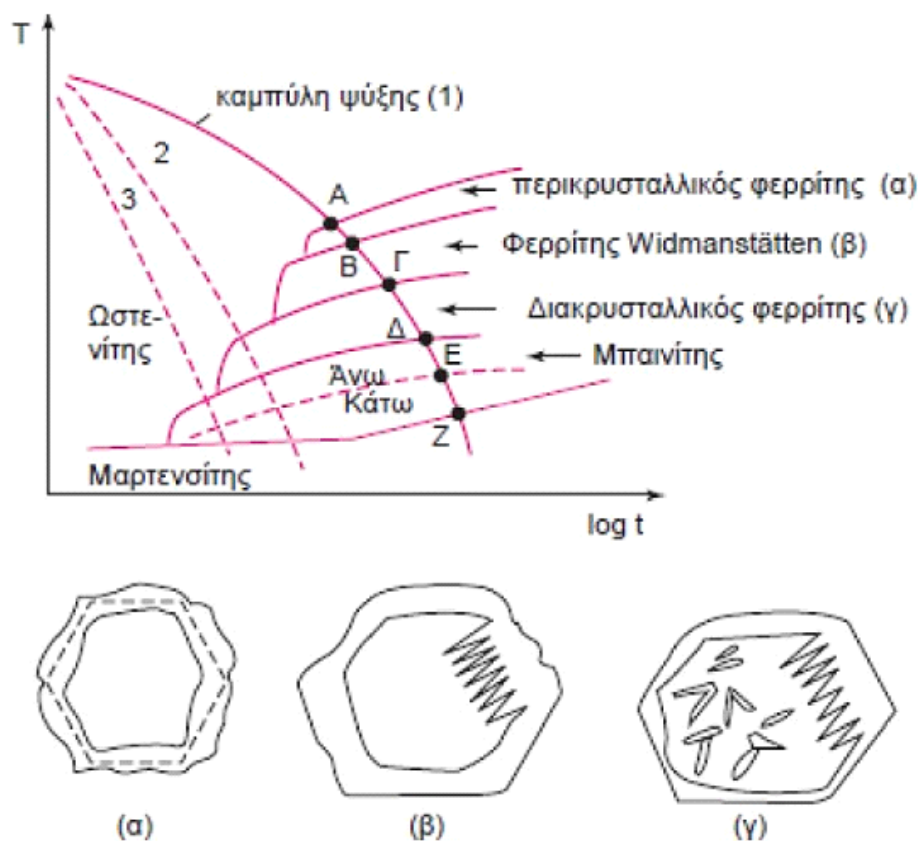 T
καμπύλη ψύξης (1)
2
3
A
περικρυσταλλικός φερρίτης (α)
B
Φερρίτης Widmanstätten (β)
Γ
Διακρυσταλλικός φερρίτης (γ)
Ωστε-
νίτης
Δ
E
Μπαινίτης
Άνω
Κάτω
Z
Μαρτενσίτης
log t
(α)
(β)
(γ)